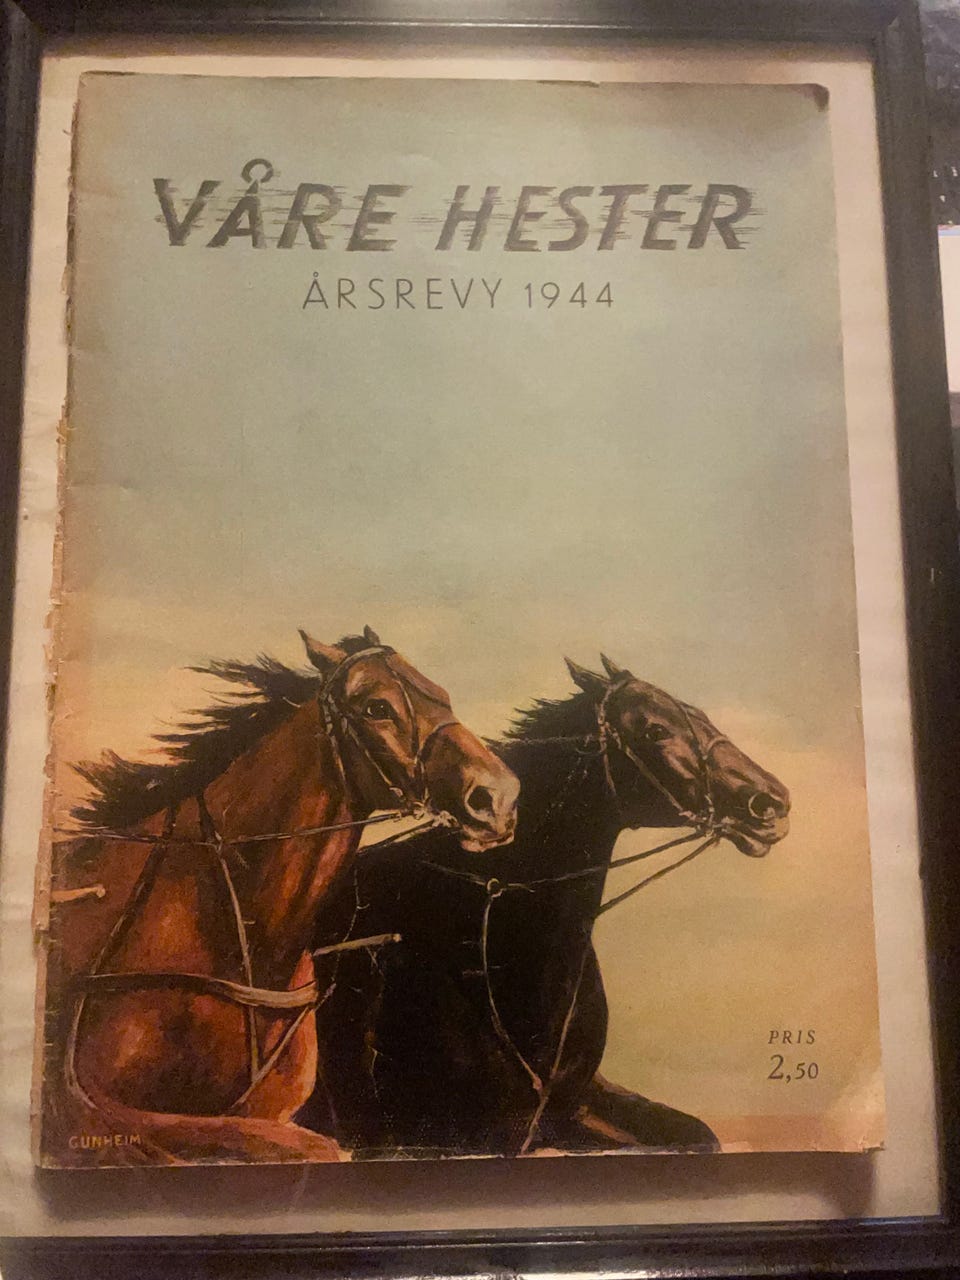 VÅRE HESTER
ÅRSREVY 1944
PRIS
2,50
GUNHEIM